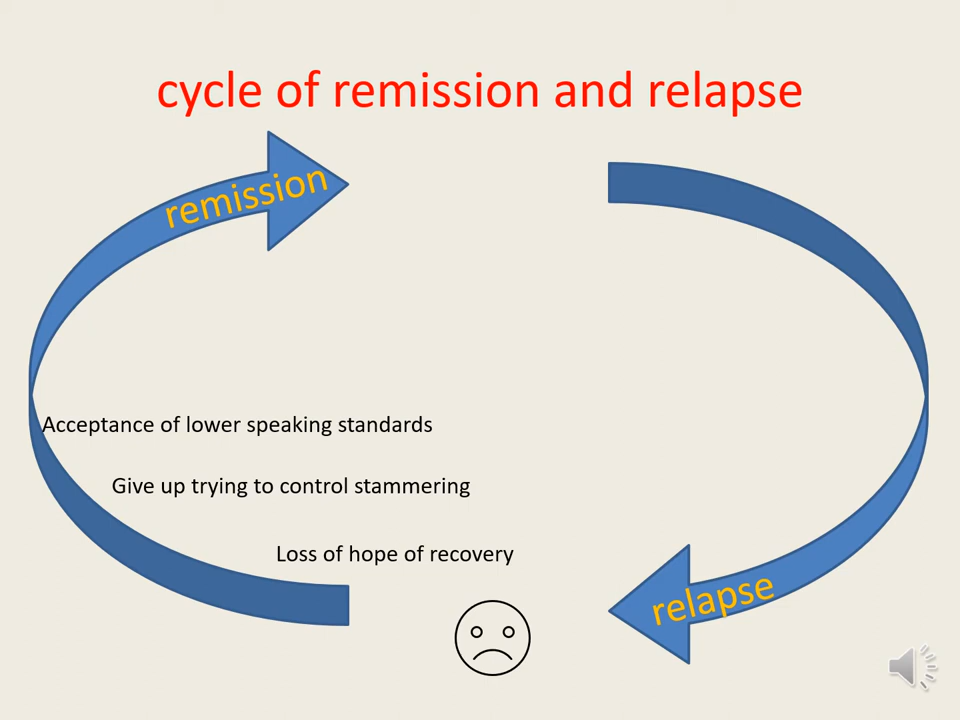 cycle of remission and relapse
remission
Acceptance of lower speaking standards
Give up trying to control stammering
Loss of hope of recovery
relapse